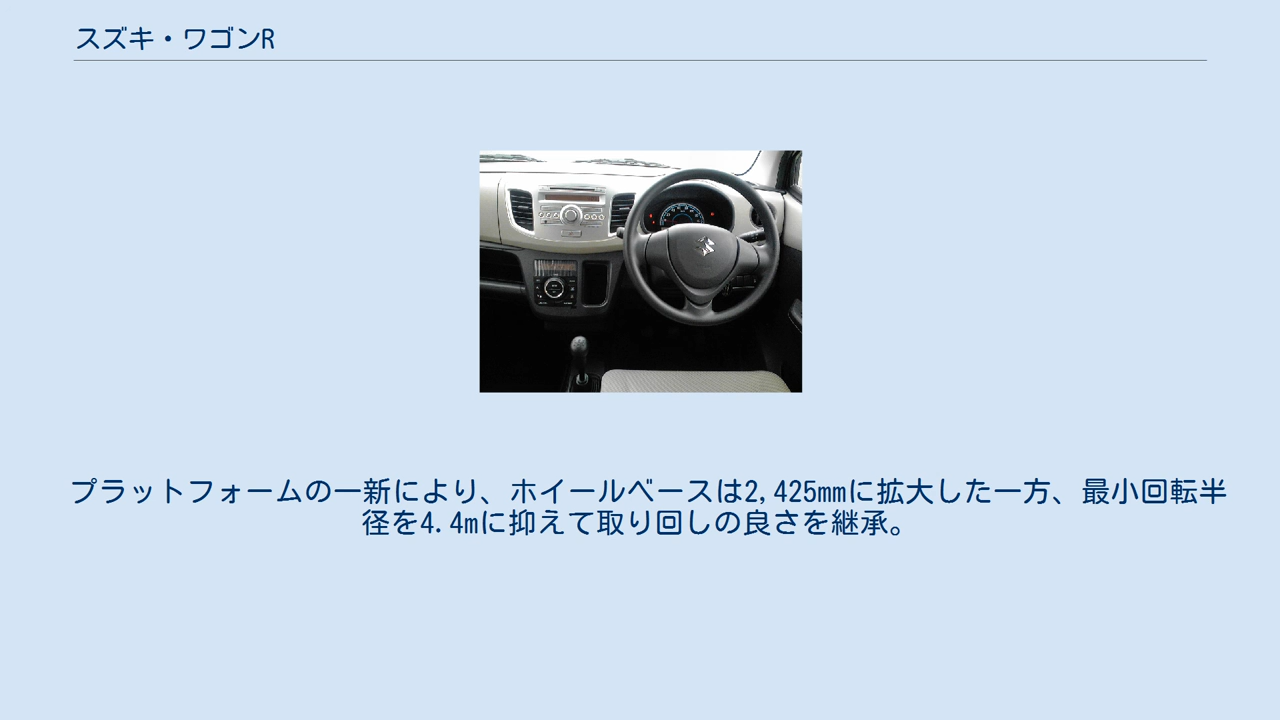 スズキ・ワゴンR
プラットフォームの一新により、ホイールベースは2,425mmに拡大した一方、最小回転半
径を4.4mに抑えて取り回しの良さを継承。